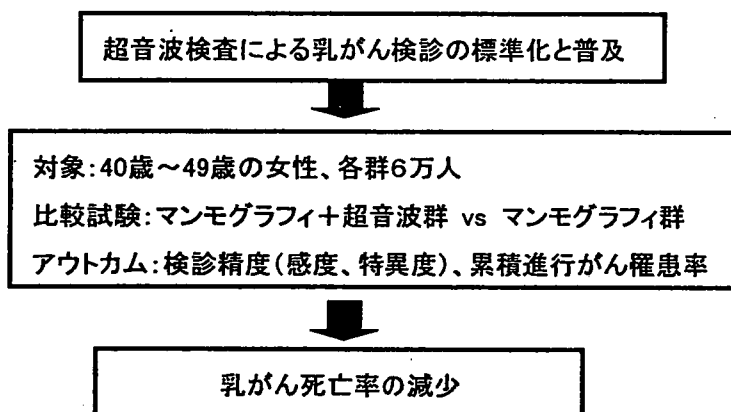 超音波検査による乳がん検診の標準化と普及
対象:40歳～49歳の女性、各群6万人
比較試験:マンモグラフィ＋超音波群 vs マンモグラフィ群
アウトカム:検診精度(感度、特異度)、累積進行がん罹患率
乳がん死亡率の減少